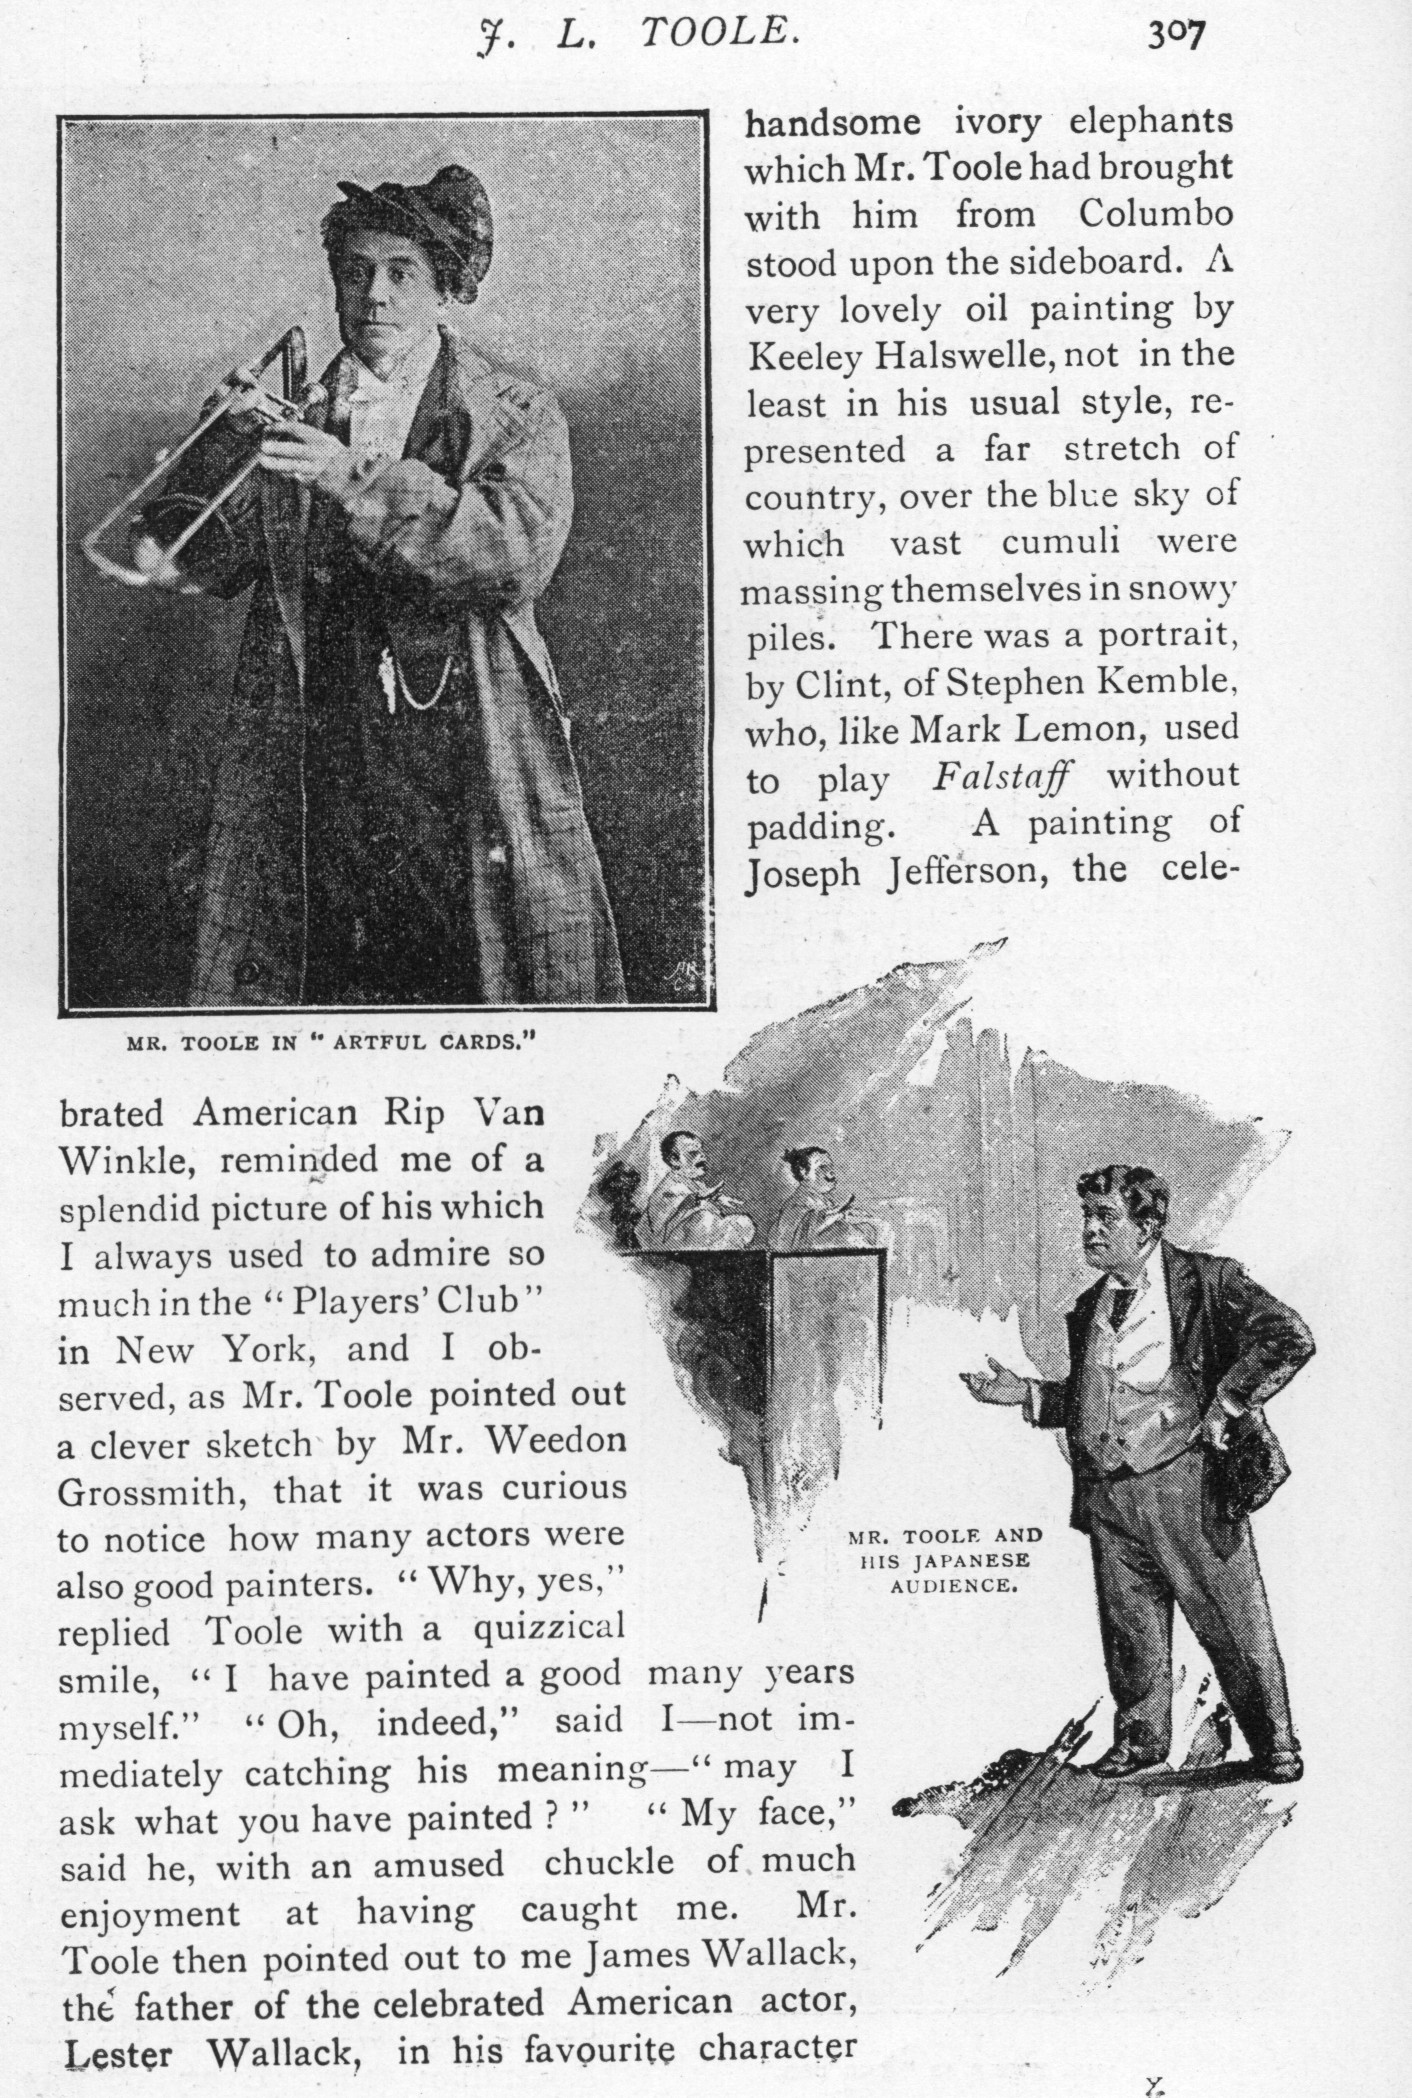 J. L. TOOLE. 307
handsome ivory elephants
which Mr. Toole had brought
with him from Columbo
stood upon the sideboard. A
very lovely oil painting by
Keeley Halswelle, not in the
least in his usual style, re-
presented a far stretch of
country, over the blue sky of
which vast cumuli were
massing themselves in snowy
piles. There was a portrait,
by Clint, of Stephen Kemble,
who, like Mark Lemon, used
to play Falstaff without
padding. A painting of
Joseph Jefferson, the cele-
MR. TOOLE IN "ARTFUL CARDS."
brated American Rip Van
Winkle, reminded me of a
splendid picture of his which
I always used to admire so
much in the "Players' Club"
in New York, and I ob-
served, as Mr. Toole pointed out
a clever sketch by Mr. Weedon
Grossmith, that it was curious
to notice how many actors were
also good painters. "Why, yes,"
replied Toole with a quizzical
smile, "I have painted a good many years
myself." "Oh, indeed," said I—not im-
mediately catching his meaning—"may I
ask what you have painted?" "My face,"
said he, with an amused chuckle of much
enjoyment at having caught me. Mr.
Toole then pointed out to me James Wallack,
the father of the celebrated American actor,
Lester Wallack, in his favourite character
MR. TOOLE AND
HIS JAPANESE
AUDIENCE.